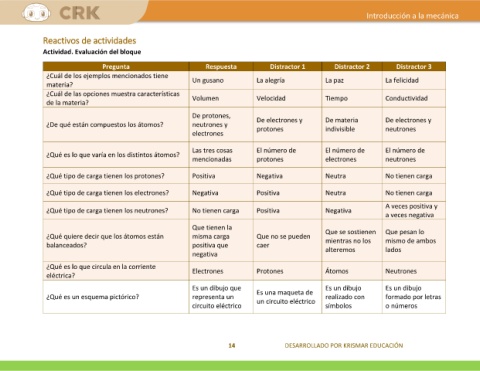 CRK
Introducción a la mecánica
Reactivos de actividades
Actividad. Evaluación del bloque
Pregunta Respuesta Distractor 1 Distractor 2 Distractor 3
¿Cuál de los ejemplos mencionados tiene
materia?
Un gusano La alegría La paz La felicidad
¿Cuál de las opciones muestra características
de la materia?
Volumen Velocidad Tiempo Conductividad
¿De qué están compuestos los átomos?
De protones,
neutrones y
electrones
De electrones y
protones
De materia
indivisible
De electrones y
neutrones
¿Qué es lo que varía en los distintos átomos?
Las tres cosas
mencionadas
El número de
protones
El número de
electrones
El número de
neutrones
¿Qué tipo de carga tienen los protones? Positiva Negativa Neutra No tienen carga
¿Qué tipo de carga tienen los electrones? Negativa Positiva Neutra No tienen carga
¿Qué tipo de carga tienen los neutrones? No tienen carga Positiva Negativa
A veces positiva y
a veces negativa
¿Qué quiere decir que los átomos están
balanceados?
Que tienen la
misma carga
positiva que
negativa
Que no se pueden
caer
Que se sostienen
mientras no los
alteremos
Que pesan lo
mismo de ambos
lados
¿Qué es lo que circula en la corriente
eléctrica?
Electrones Protones Átomos Neutrones
¿Qué es un esquema pictórico?
Es un dibujo que
representa un
circuito eléctrico
Es una maqueta de
un circuito eléctrico
Es un dibujo
realizado con
símbolos
Es un dibujo
formado por letras
o números
14 DESARROLLADO POR KRISMAR EDUCACIÓN